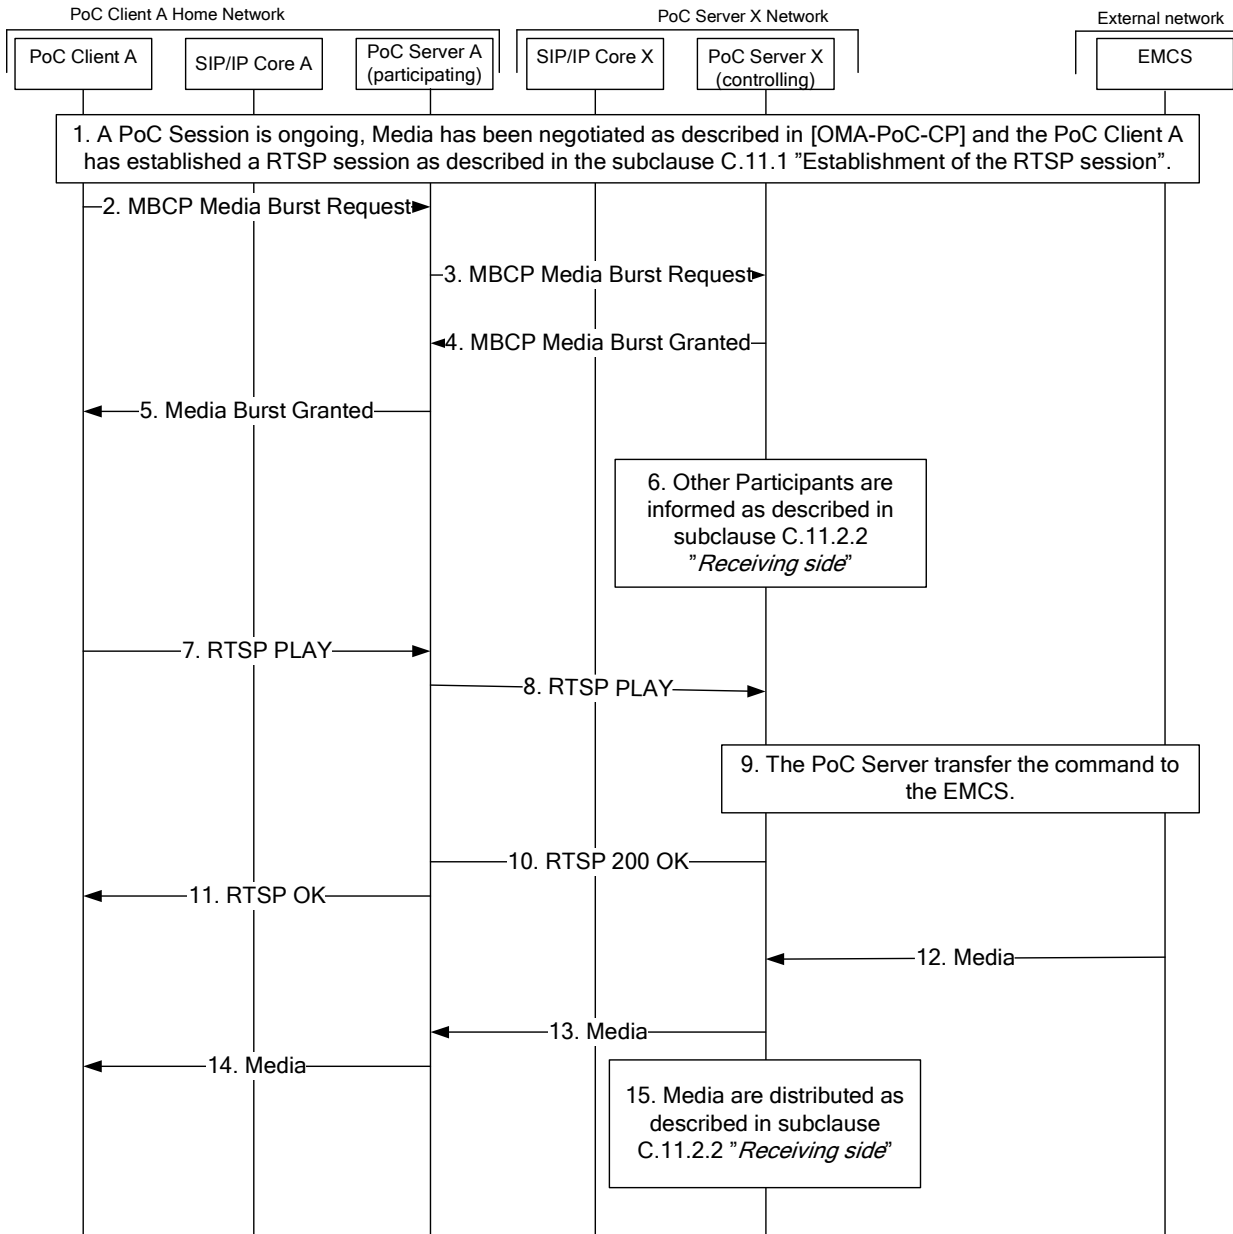 PoC Client A Home Network
PoC Server X Network
External network
PoC Client A
SIP/IP Core A
PoC Server A
(participating)
SIP/IP Core X
PoC Server X
(controlling)
EMCS
1. A PoC Session is ongoing, Media has been negotiated as described in [OMA-PoC-CP] and the PoC Client A
has established a RTSP session as described in the subclause C.11.1 ”Establishment of the RTSP session”.
2. MBCP Media Burst Request
3. MBCP Media Burst Request
4. MBCP Media Burst Granted
5. Media Burst Granted
6. Other Participants are
informed as described in
subclause C.11.2.2
”Receiving side”
7. RTSP PLAY
8. RTSP PLAY
9. The PoC Server transfer the command to
the EMCS.
10. RTSP 200 OK
11. RTSP OK
12. Media
13. Media
14. Media
15. Media are distributed as
described in subclause
C.11.2.2 ”Receiving side”